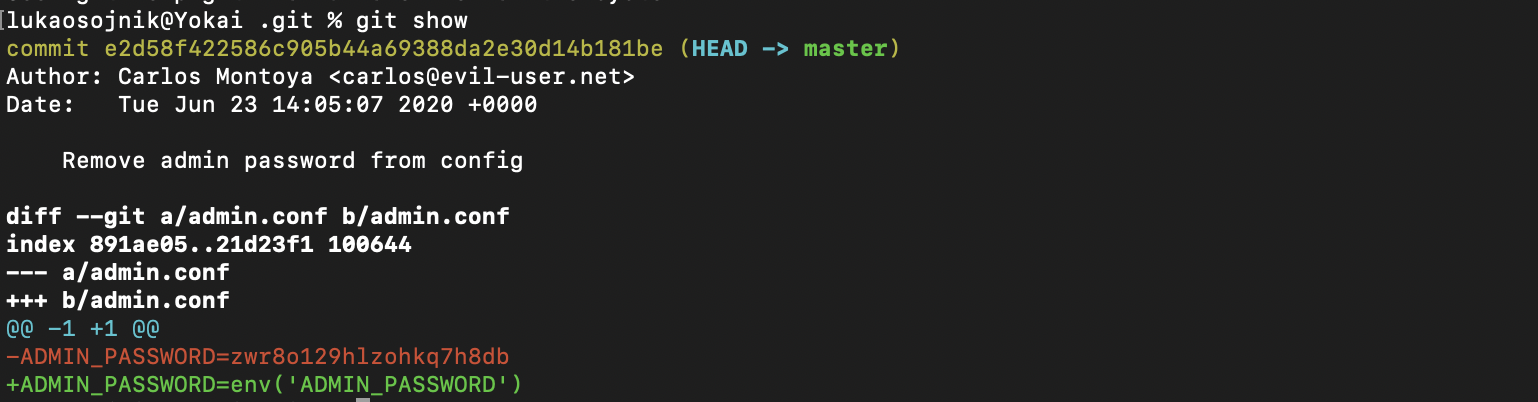 lukaosojnik@Yokai .git % git show
commit e2d58f422586c905b44a69388da2e30d14b181be (HEAD -> master)
Author: Carlos Montoya <carlos@evil-user.net>
Date:   Tue Jun 23 14:05:07 2020 +0000

    Remove admin password from config

diff --git a/admin.conf b/admin.conf
index 891ae05..21d23f1 100644
--- a/admin.conf
+++ b/admin.conf
@@ -1 +1 @@
-ADMIN_PASSWORD=zwr8o129hlzohkq7h8db
+ADMIN_PASSWORD=env('ADMIN_PASSWORD')